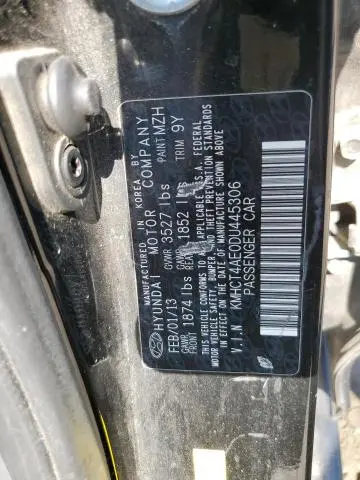 MANUFACTURED IN KOREA BY
HYUNDAI MOTOR COMPANY
FEB/01/13 GVWR 3527 lbs PAINT MZH
GAWR FRONT 1874 lbs GAWR REAR 1852 lbs TRIM 9Y
THIS VEHICLE CONFORMS TO ALL APPLICABLE U.S.A. FEDERAL
MOTOR VEHICLE SAFETY, BUMPER, AND THEFT PREVENTION STANDARDS
IN EFFECT ON THE DATE OF MANUFACTURE SHOWN ABOVE.
V.I.N : KMHCT4AE0DU445306
PASSENGER CAR